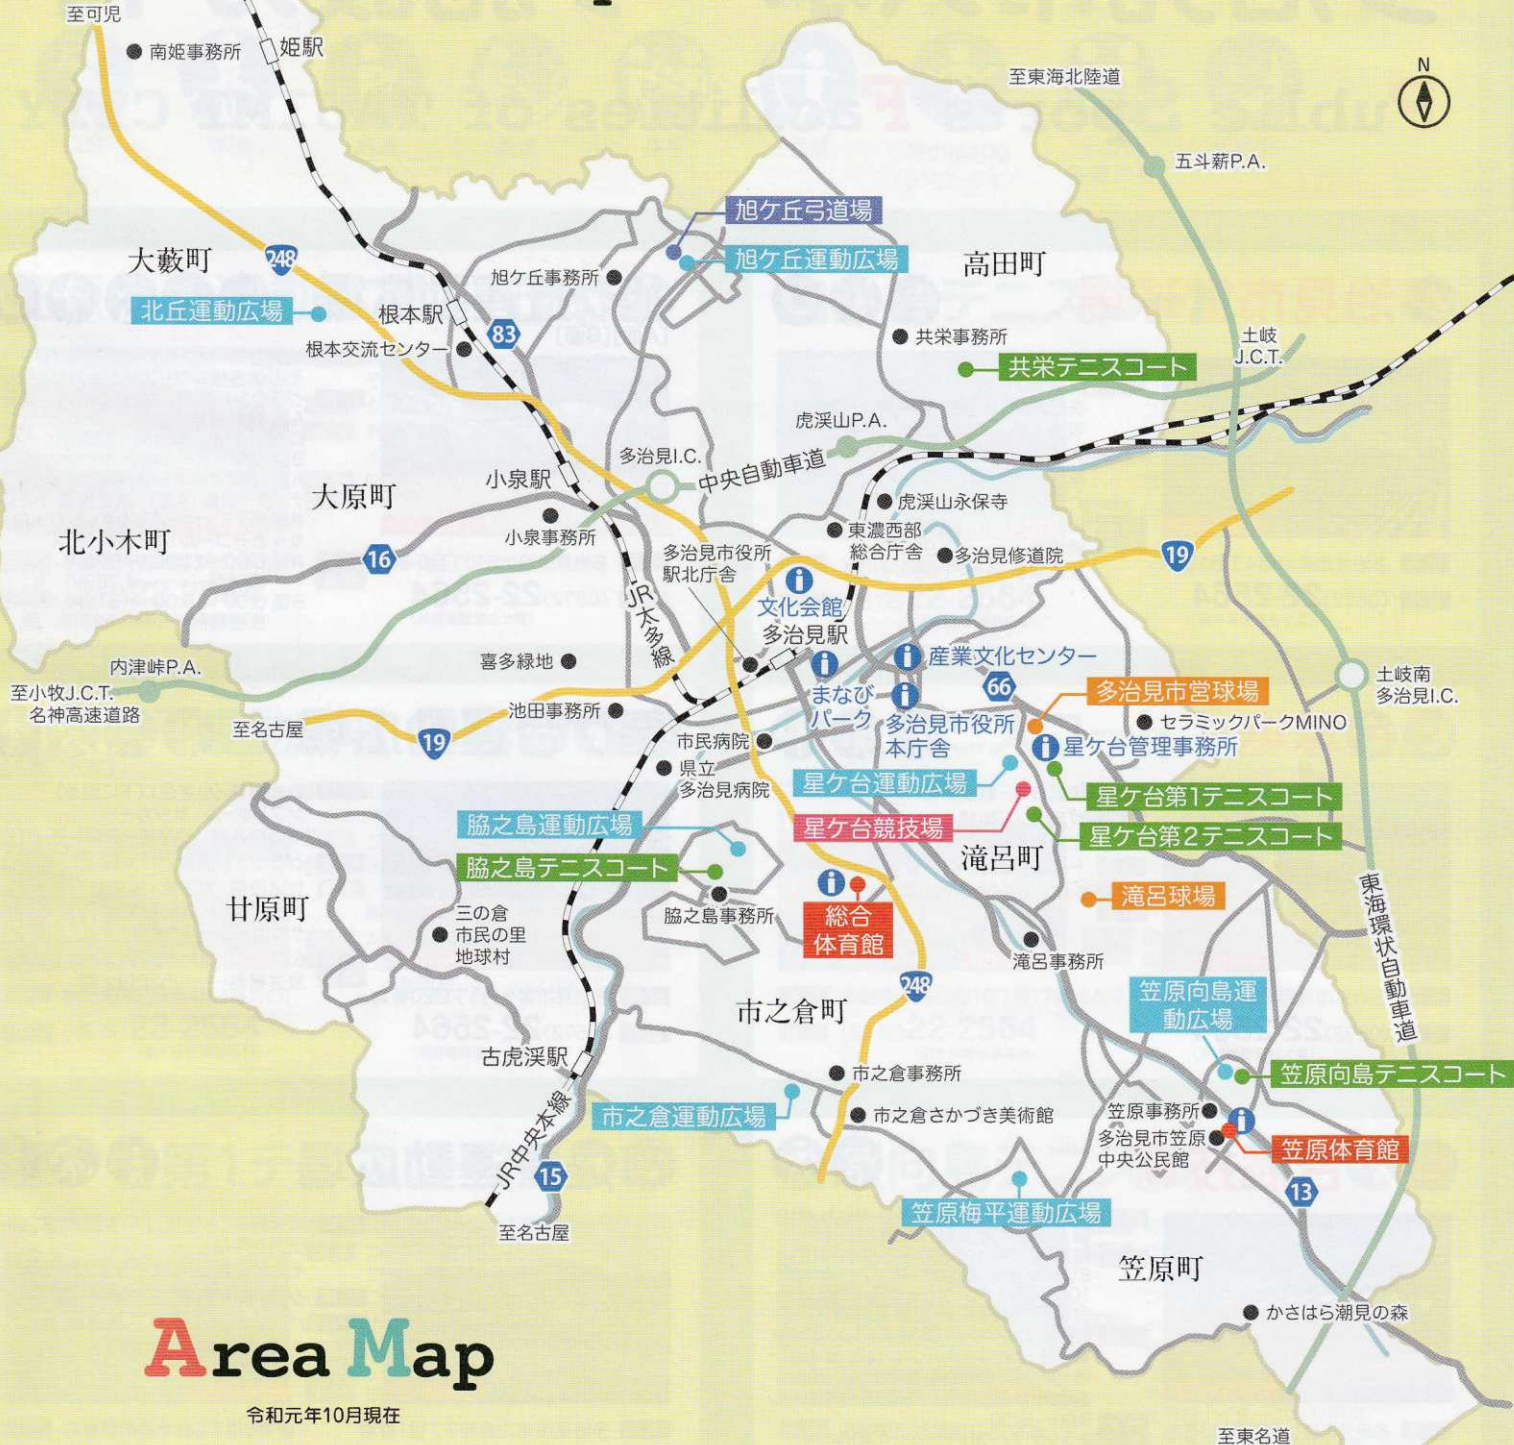 至可児
南姫事務所
姫駅
至東海北陸道
N
五斗薪P.A.
旭ケ丘弓道場
旭ケ丘運動広場
大藪町
248
旭ケ丘事務所
高田町
北丘運動広場
根本駅
83
根本交流センター
共栄事務所
共栄テニスコート
土岐
J.C.T.
虎渓山P.A.
多治見I.C.
中央自動車道
小泉駅
大原町
虎渓山永保寺
小泉事務所
北小木町
16
東濃西部
総合庁舎
多治見修道院
19
多治見市役所
駅北庁舎
文化会館
JR太多線
多治見駅
喜多緑地
産業文化センター
内津峠P.A.
至小牧J.C.T.
名神高速道路
至名古屋
19
池田事務所
まなび
パーク
66
多治見市営球場
土岐南
多治見I.C.
多治見市役所
本庁舎
セラミックパークMINO
星ケ台管理事務所
市民病院
県立
多治見病院
星ケ台運動広場
星ケ台第1テニスコート
星ケ台競技場
星ケ台第2テニスコート
脇之島運動広場
脇之島テニスコート
滝呂町
脇之島事務所
総合
体育館
滝呂球場
廿原町
三の倉
市民の里
地球村
滝呂事務所
東海環状自動車道
248
市之倉町
笠原向島運
動広場
古虎渓駅
市之倉事務所
笠原向島テニスコート
市之倉運動広場
市之倉さかづき美術館
笠原事務所
多治見市笠原
中央公民館
笠原体育館
JR中央本線
15
至名古屋
13
笠原梅平運動広場
笠原町
かさはら潮見の森
Area Map
令和元年10月現在
至東名道